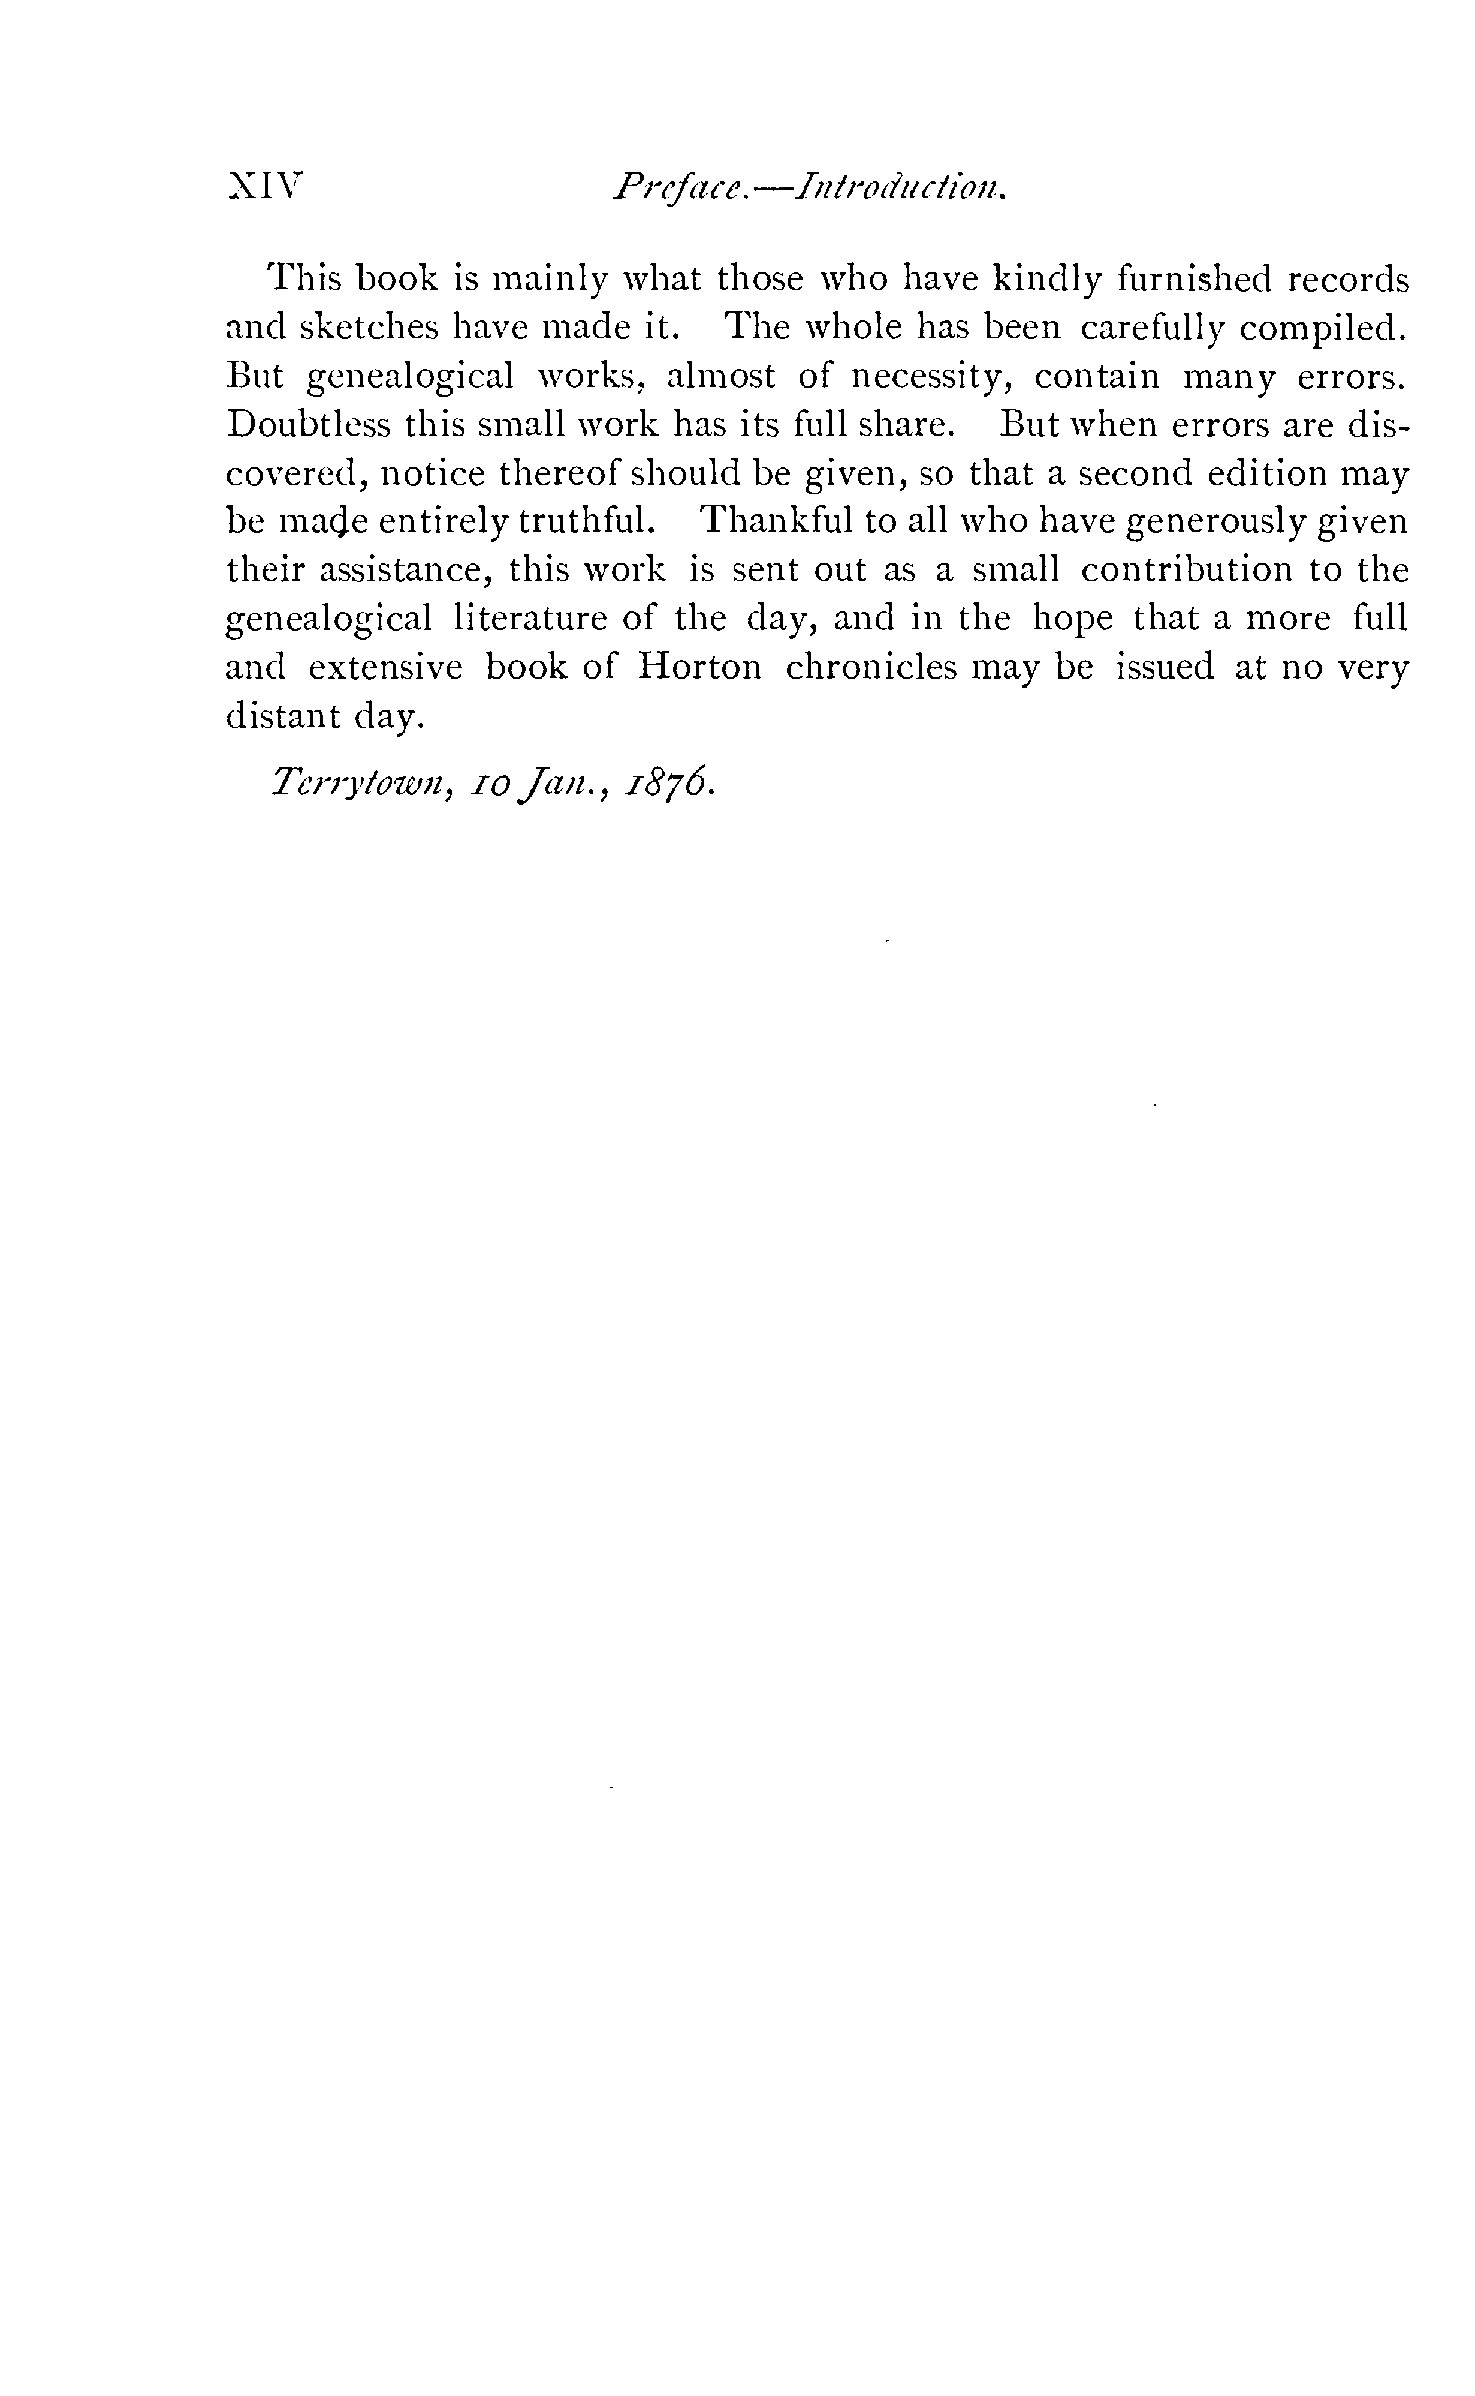 XIV Preface.—Introduction.
This book is mainly what those who have kindly furnished records
and sketches have made it. The whole has been carefully compiled.
But genealogical works, almost of necessity, contain many errors.
Doubtless this small work has its full share. But when errors are dis-
covered, notice thereof should be given, so that a second edition may
be made entirely truthful. Thankful to all who have generously given
their assistance, this work is sent out as a small contribution to the
genealogical literature of the day, and in the hope that a more full
and extensive book of Horton chronicles may be issued at no very
distant day.
Terrytown, 10 Jan., 1876.